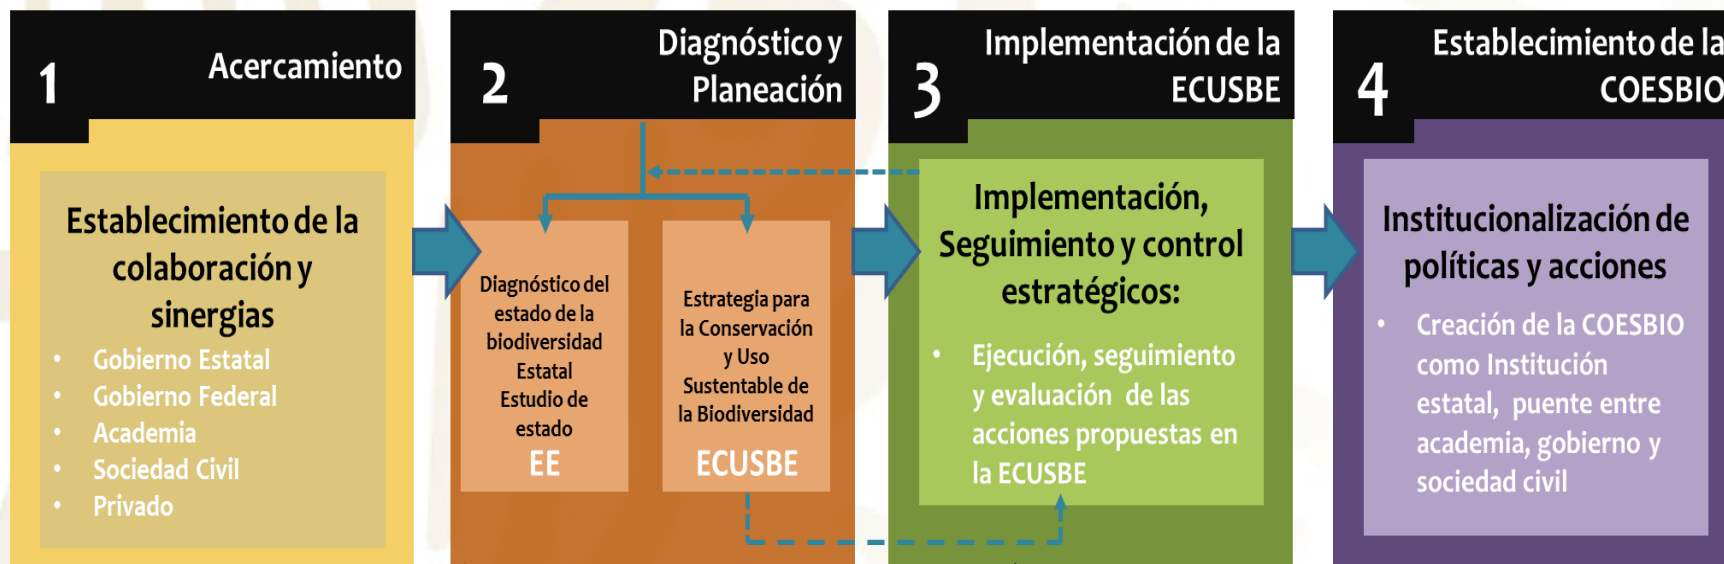 1
Acercamiento
Establecimiento de la
colaboración y
sinergias
• Gobierno Estatal
• Gobierno Federal
• Academia
• Sociedad Civil
• Privado
2
Diagnóstico y
Planeación
Diagnóstico del
estado de la
biodiversidad
Estatal
Estudio de
estado
EE
Estrategia para
la Conservación
y Uso
Sustentable de
la Biodiversidad
ECUSBE
3
Implementación de la
ECUSBE
Implementación,
Seguimiento y control
estratégicos:
• Ejecución, seguimiento
y evaluación de las
acciones propuestas en
la ECUSBE
4
Establecimiento de la
COESBIO
Institucionalización de
políticas y acciones
• Creación de la COESBIO
como Institución
estatal, puente entre
academia, gobierno y
sociedad civil